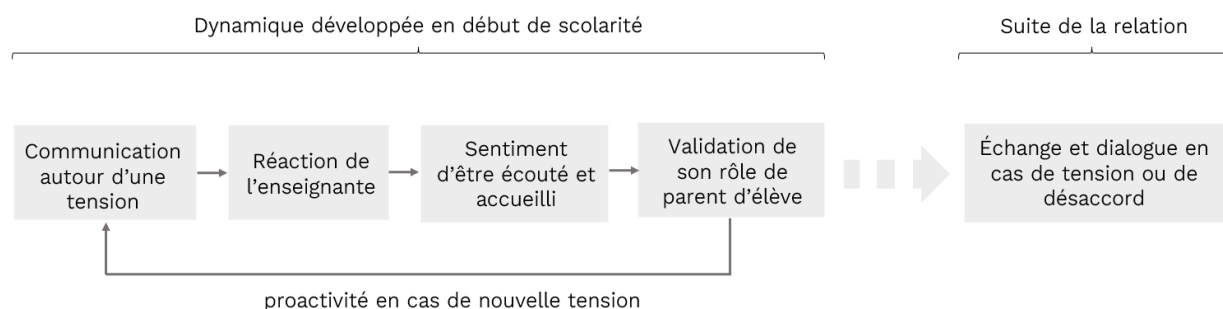 Dynamique développée en début de scolarité
Suite de la relation
Communication
autour d'une
tension
Réaction de
l'enseignante
Sentiment
d'être écouté et
accueilli
Validation de
son rôle de
parent d'élève
Échange et dialogue en
cas de tension ou de
désaccord
proactivité en cas de nouvelle tension